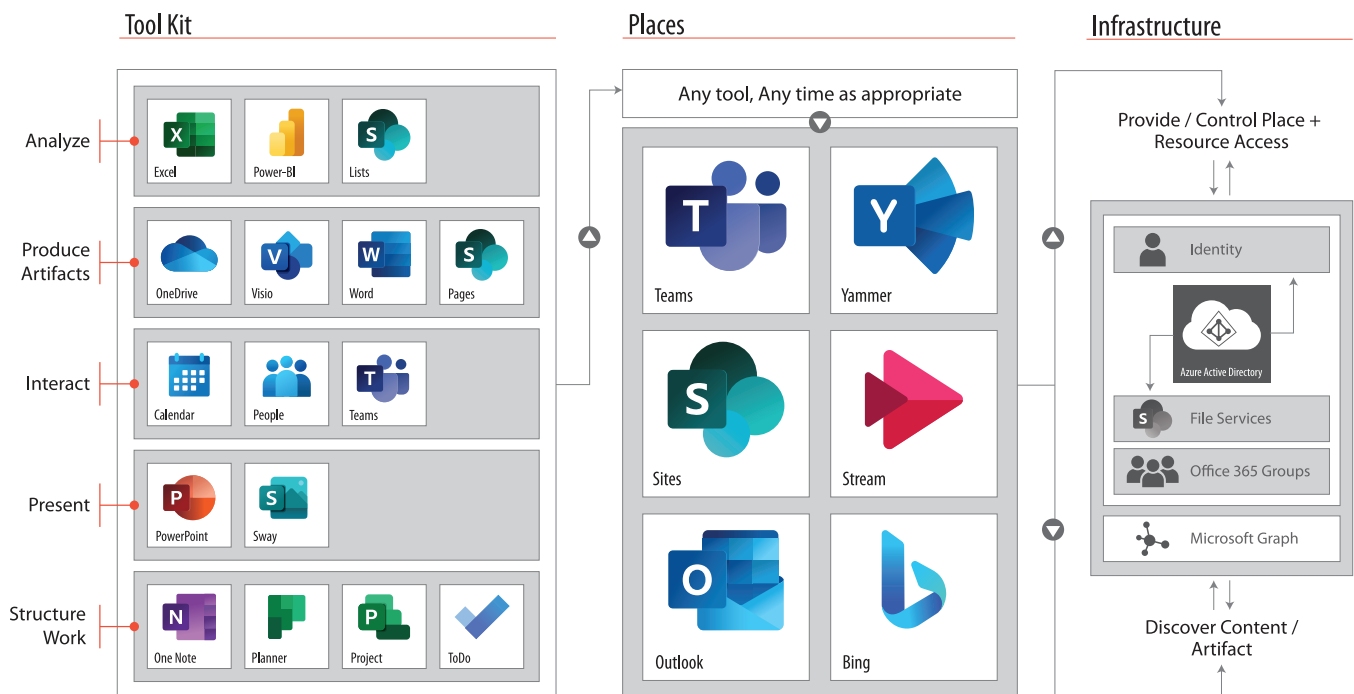 Tool Kit
Places
Infrastructure
Analyze
X
Excel
Power-BI
S
Lists
Produce
Artifacts
OneDrive
V
Visio
W
Word
S
Pages
Interact
Calendar
People
T
Teams
Present
P
PowerPoint
S
Sway
Structure
Work
N
One Note
Planner
P
Project
ToDo
Any tool, Any time as appropriate
T
Teams
Y
Yammer
S
Sites
Stream
O
Outlook
Bing
Provide / Control Place +
Resource Access
Identity
Azure Active Directory
S
File Services
Office 365 Groups
Microsoft Graph
Discover Content /
Artifact